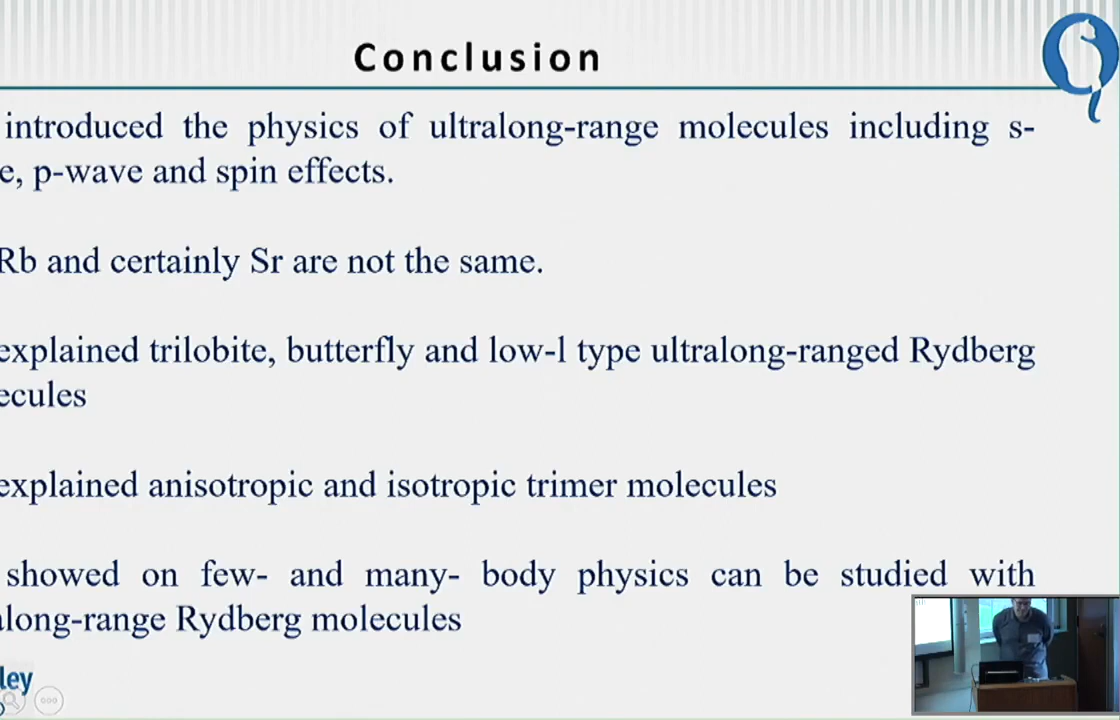 Conclusion
introduced the physics of ultralong-range molecules including s-
e, p-wave and spin effects.
Rb and certainly Sr are not the same.
explained trilobite, butterfly and low-l type ultralong-ranged Rydberg
ecules
explained anisotropic and isotropic trimer molecules
showed on few- and many- body physics can be studied with
along-range Rydberg molecules
ley